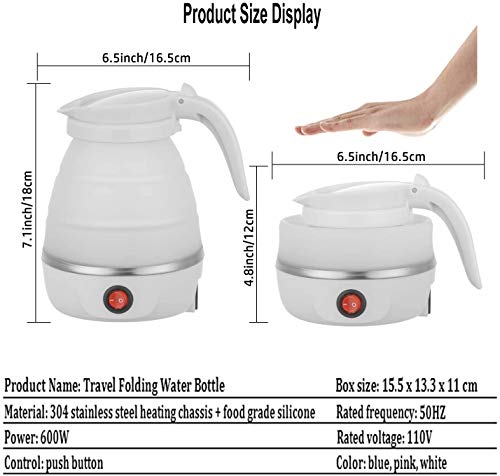 Product Size Display
6.5inch/16.5cm
7.1inch/18cm
6.5inch/16.5cm
4.8inch/12cm
Product Name: Travel Folding Water Bottle
Box size: 15.5 x 13.3 x 11 cm
Material: 304 stainless steel heating chassis + food grade silicone
Rated frequency: 50HZ
Power: 600W
Rated voltage: 110V
Control: push button
Color: blue, pink, white